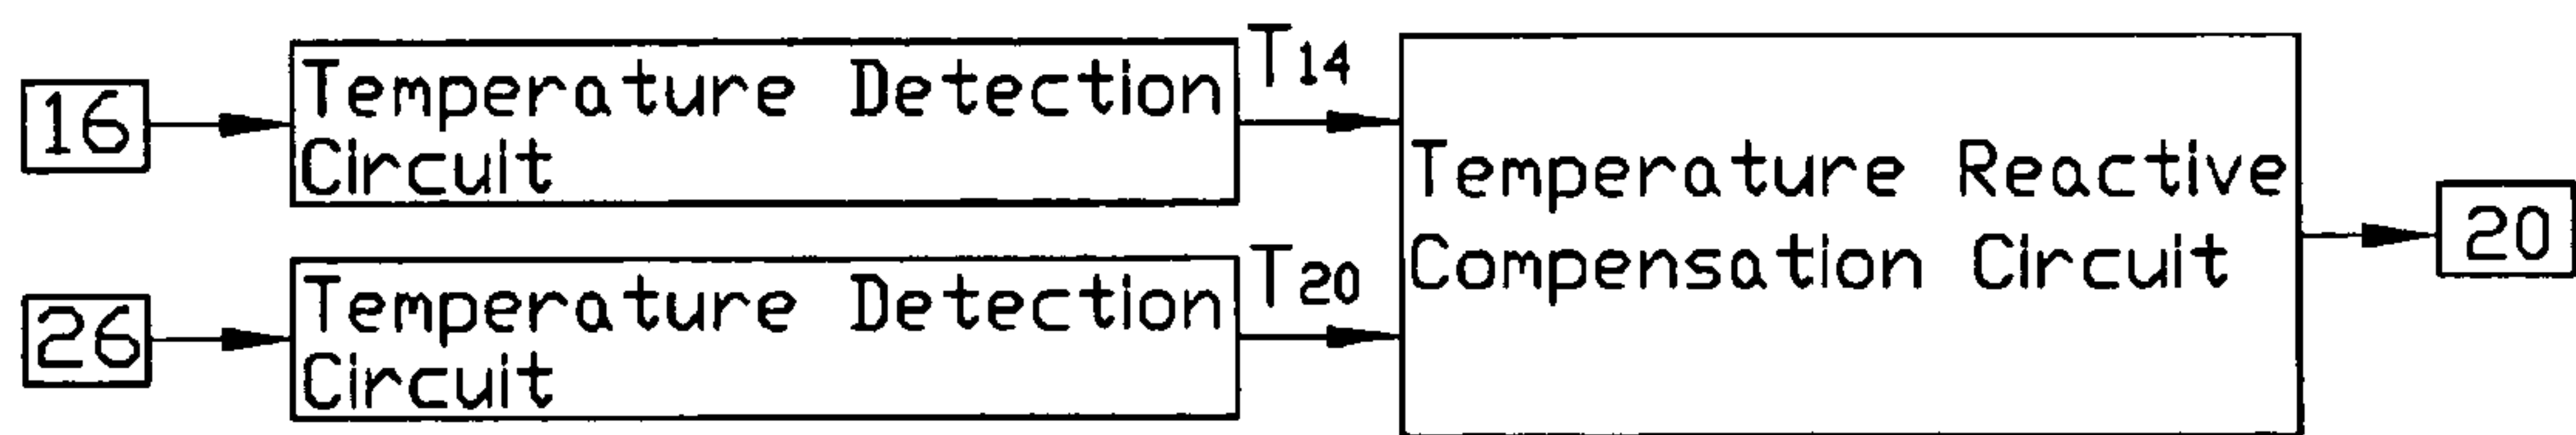 16
Temperature Detection
Circuit
T14
26
Temperature Detection
Circuit
T20
Temperature Reactive
Compensation Circuit
20